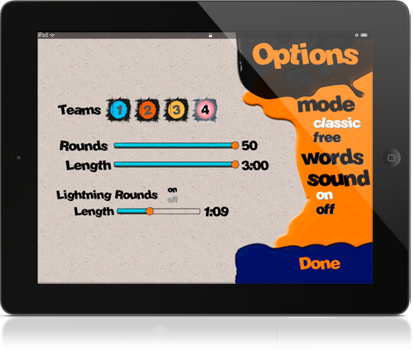 iPad
Options
Teams 1 2 3 4
Rounds 50
Length 3:00
Lightning Rounds on
off
Length 1:09
mode
classic
free
words
sound
on
off
Done